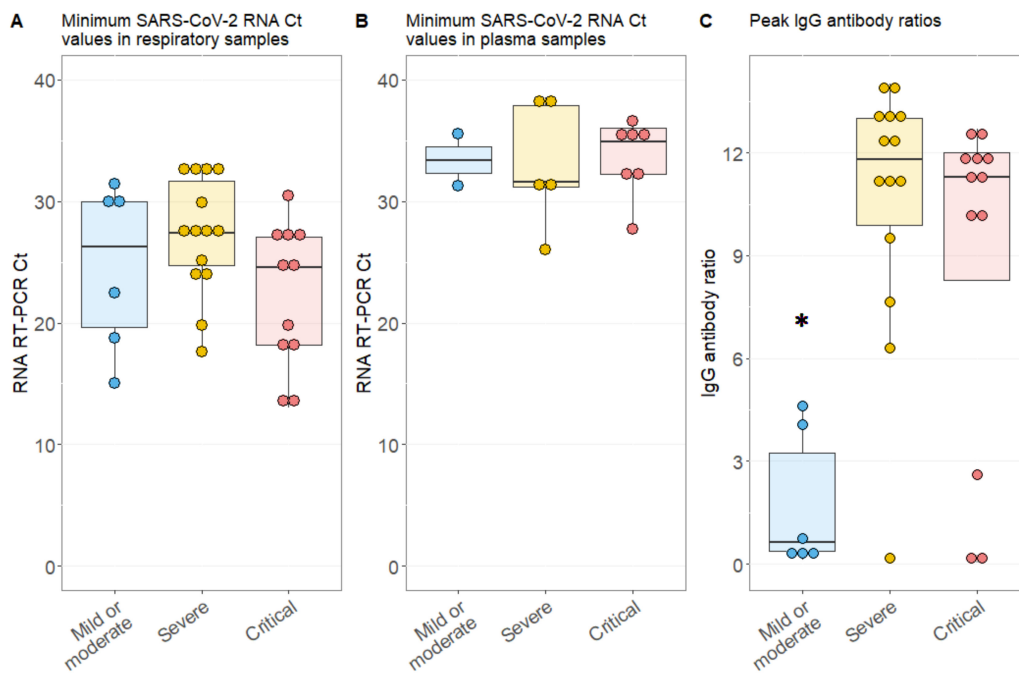 A
Minimum SARS-CoV-2 RNA Ct
values in respiratory samples
RNA RT-PCR Ct
40
30
20
10
0
Mild or
moderate
Severe
Critical
B
Minimum SARS-CoV-2 RNA Ct
values in plasma samples
RNA RT-PCR Ct
40
30
20
10
0
Mild or
moderate
Severe
Critical
C
Peak IgG antibody ratios
IgG antibody ratio
12
9
6
3
0
*
Mild or
moderate
Severe
Critical